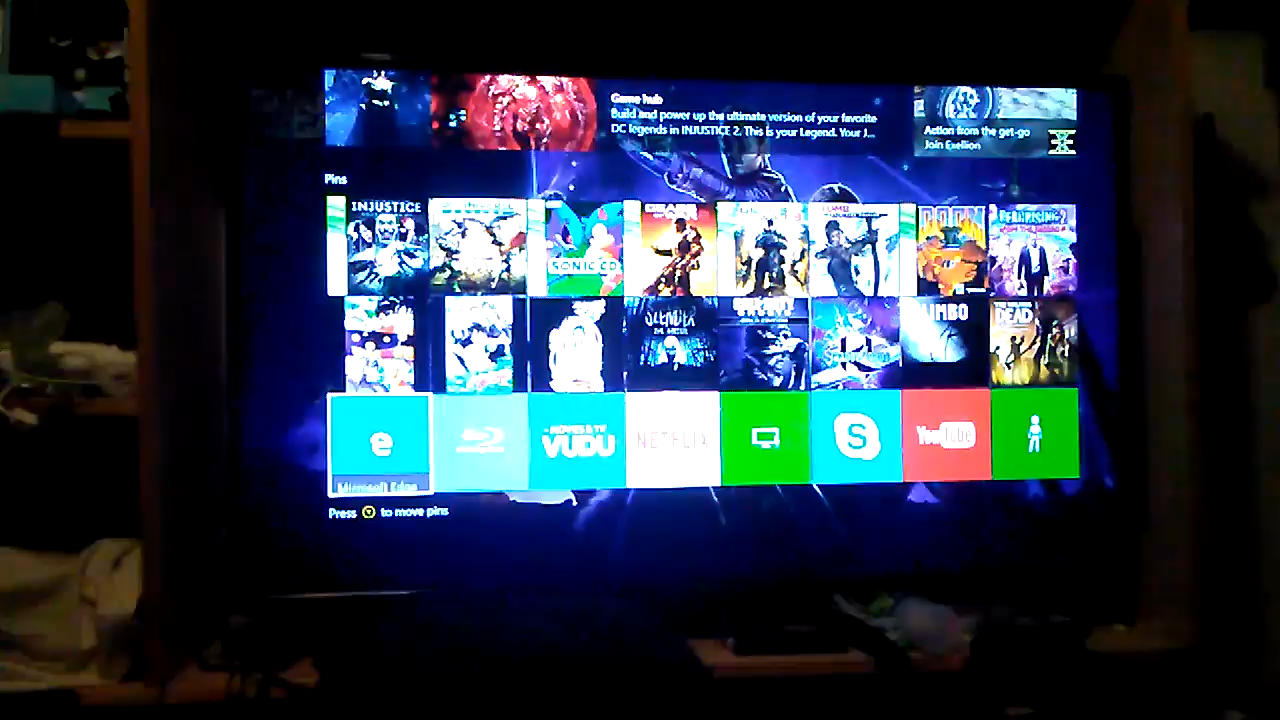 Game hub
Build and power up the ultimate version of your favorite
DC legends in INJUSTICE 2. This is your Legend. Your J...
Action from the get-go
Join Exellion
Pins
INJUSTICE
SONIC CD
DOOM
DEADRISING 2
SLENDER
LIMBO
DEAD
e
MOVIES & TV
VUDU
NETFLIX
S
YouTube
Microsoft Edge
Press Y to move pins